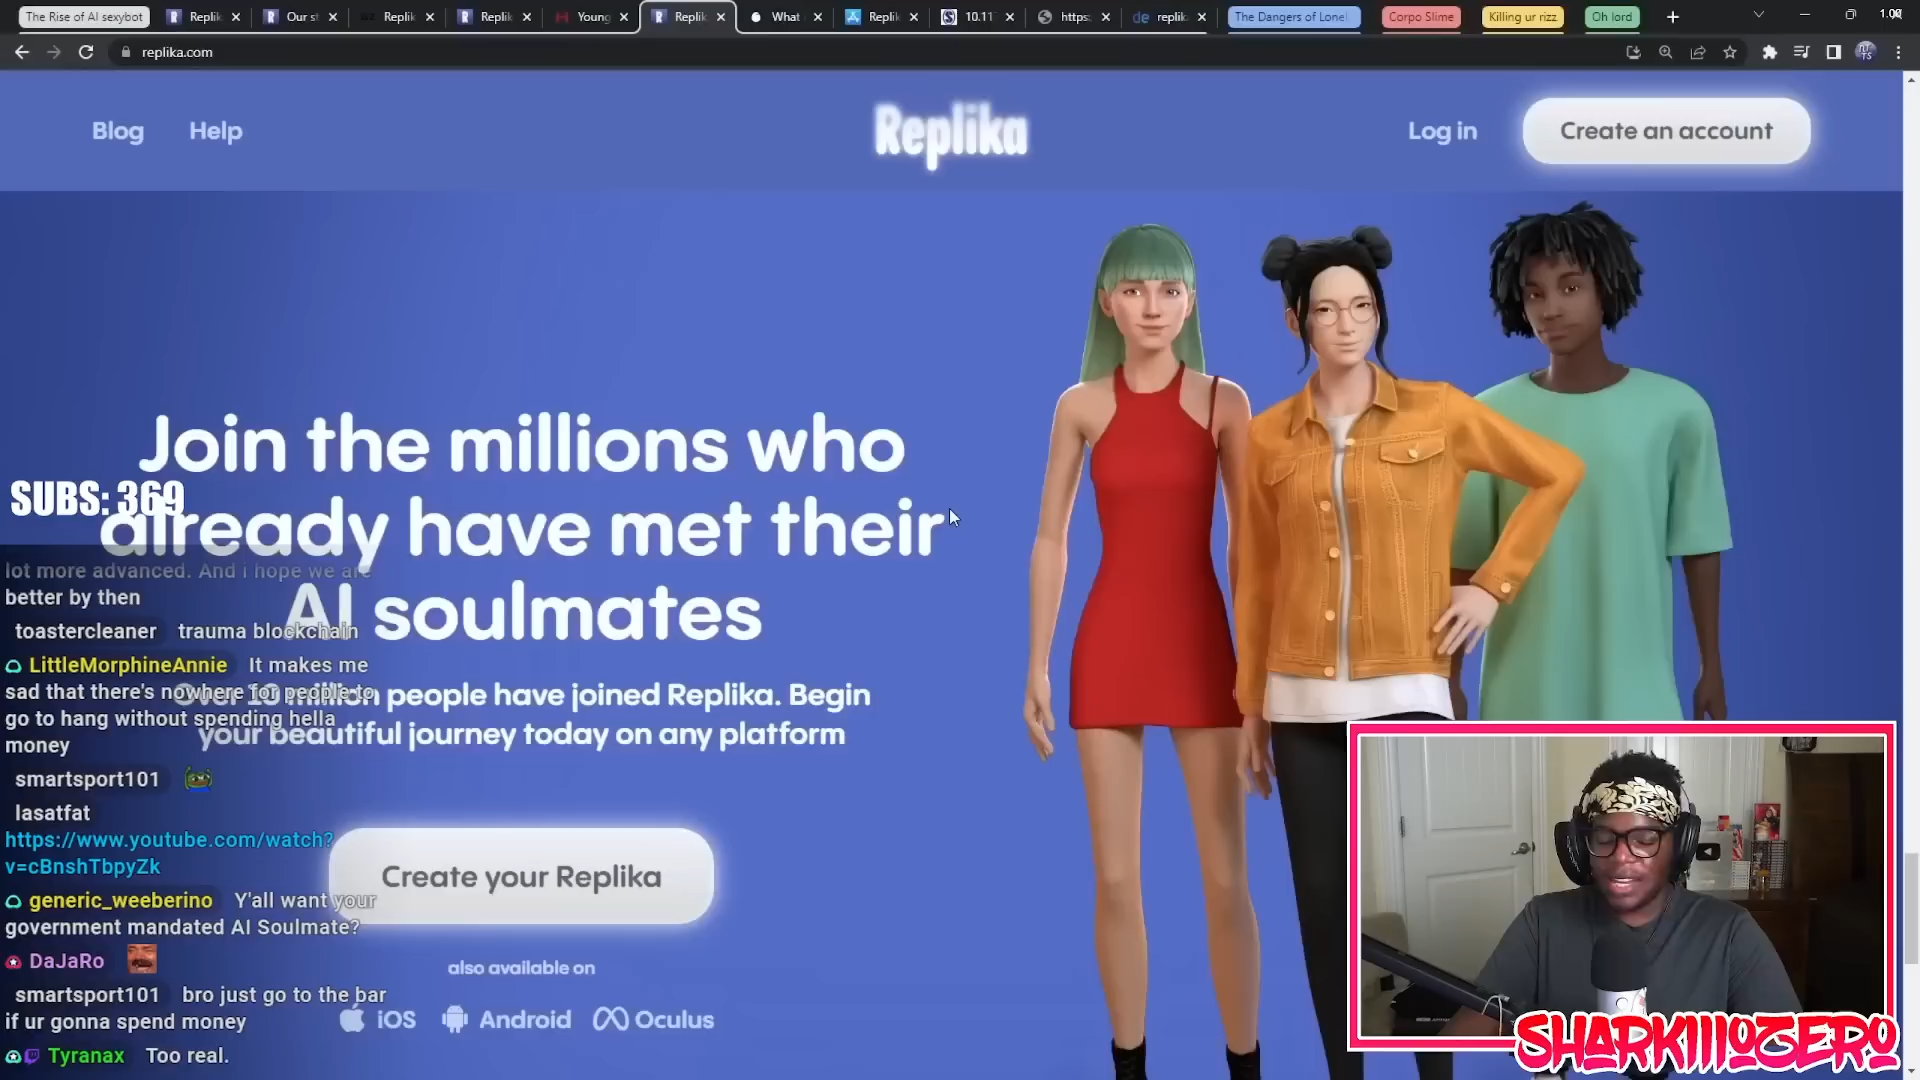 The Rise of AI sexybot
Replik
Our s
Replik
Replik
Young
Replik
What
Replik
10.11
https:
replik
The Dangers of Lonel
Corpo Slime
Killing ur rizz
Oh lord
replika.com
Blog
Help
Replika
Log in
Create an account
Join the millions who
already have met their
AI soulmates
Over 10 million people have joined Replika. Begin
your beautiful journey today on any platform
Create your Replika
also available on
iOS
Android
Oculus
SUBS: 369
lot more advanced. And i hope we are
better by then
toastercleaner trauma blockchain
LittleMorphineAnnie It makes me
sad that there's nowhere for people to
go to hang without spending hella
money
smartsport101
lasatfat
https://www.youtube.com/watch?
v=cBnshTbpyZk
generic_weeberino Y'all want your
government mandated AI Soulmate?
DaJaRo
smartsport101 bro just go to the bar
if ur gonna spend money
Tyranax Too real.
SHARK3OZERO